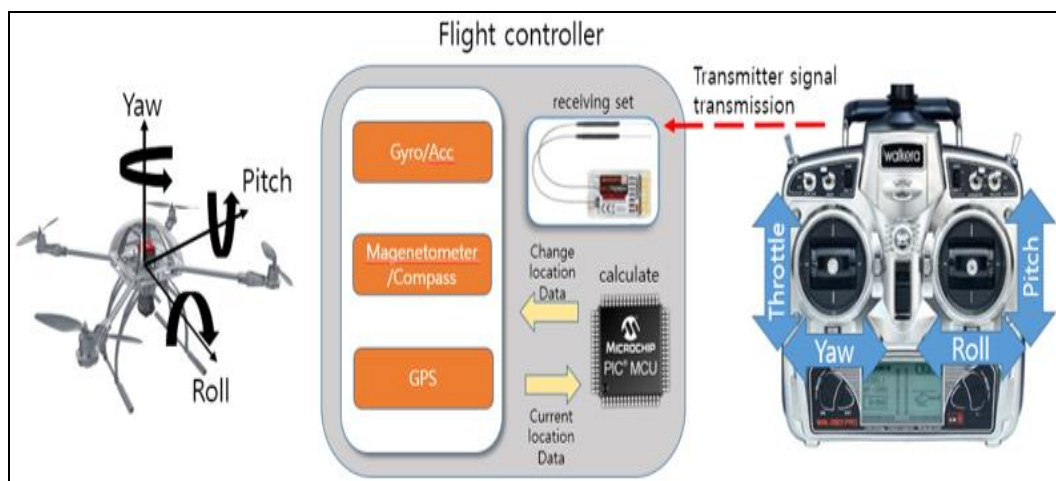 Flight controller
Yaw
Pitch
Roll
Gyro/Acc
Magenetometer
/Compass
GPS
receiving set
Change
location
Data
calculate
MICROCHIP
PIC® MCU
Current
location
Data
Transmitter signal
transmission
walkera
Throttle
Yaw
Roll
Pitch